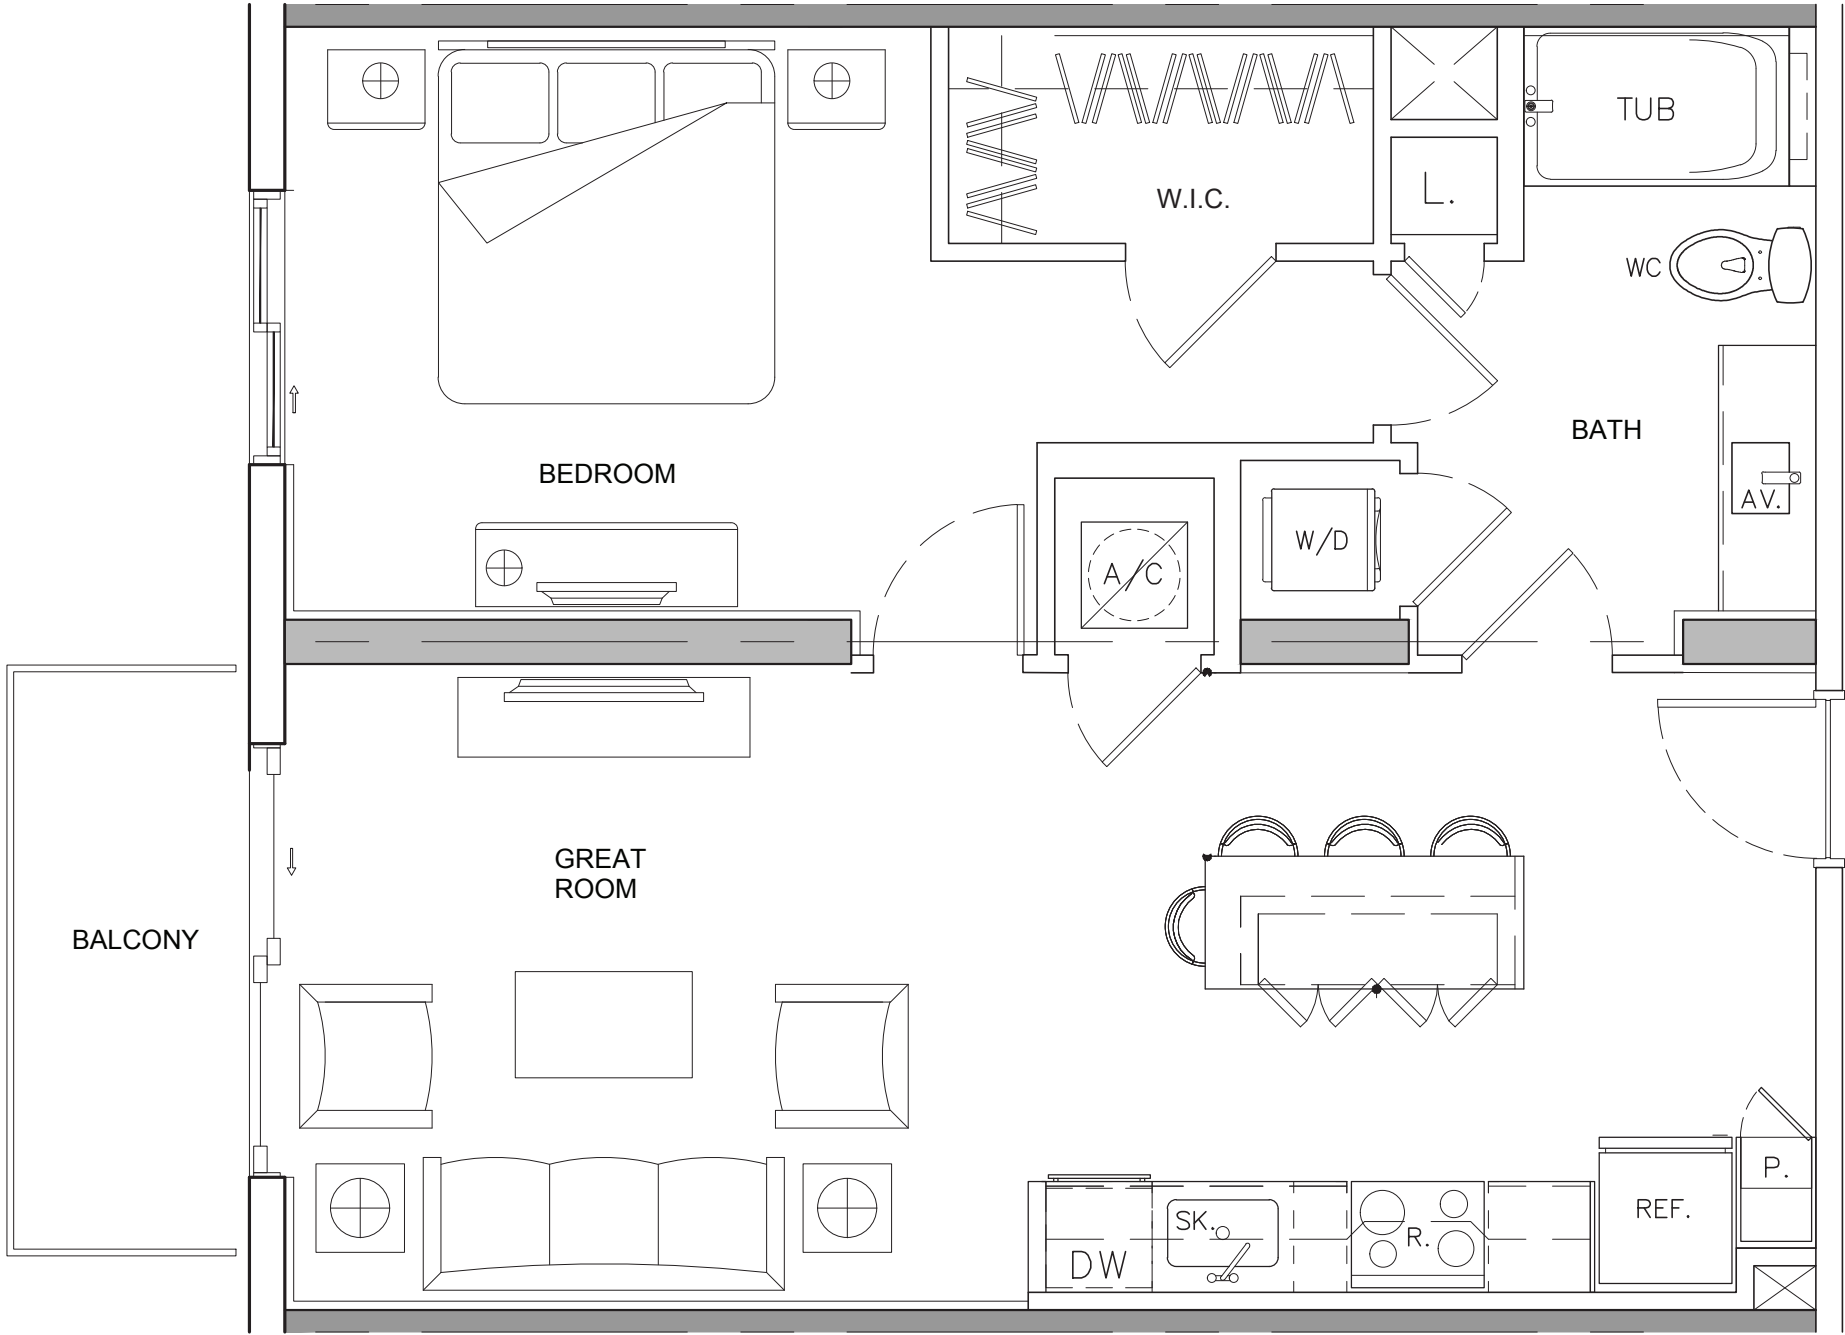 TUB
W.I.C.
L.
WC
BATH
BEDROOM
AV.
W/D
A/C
GREAT
ROOM
BALCONY
P.
SK.
R.
REF.
DW